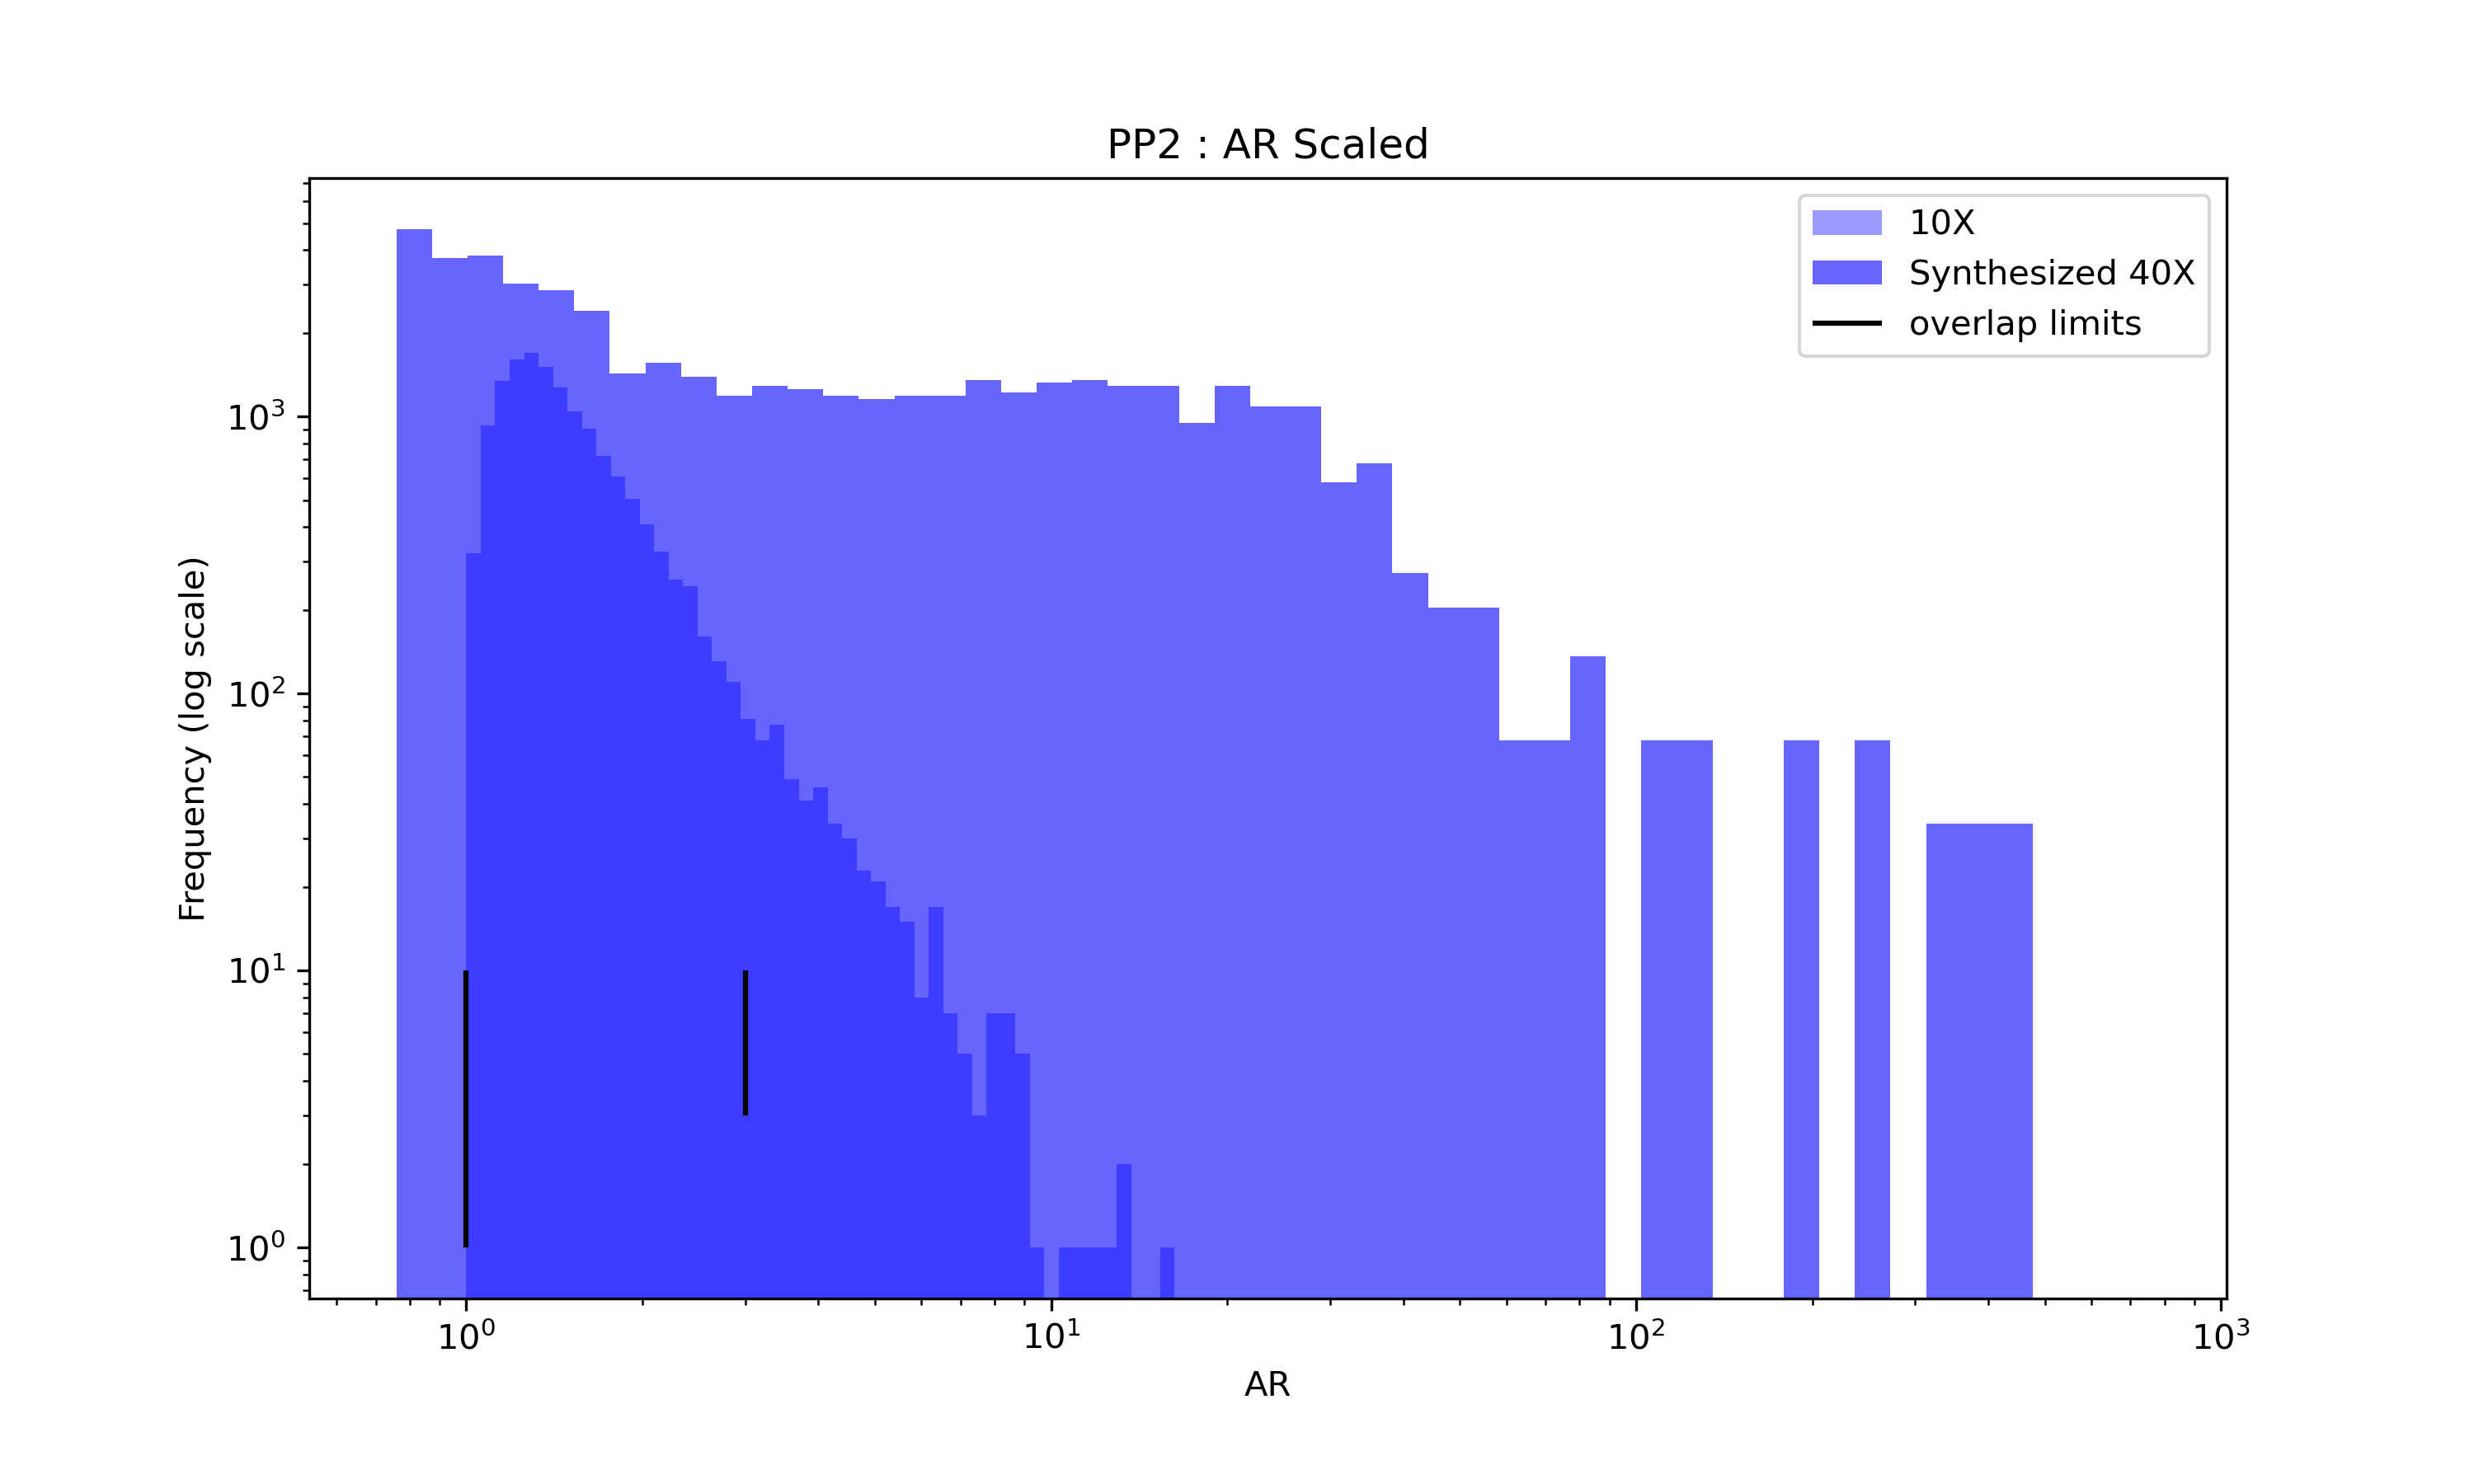 PP2 : AR Scaled
10X
Synthesized 40X
overlap limits
Frequency (log scale)
10³
10²
10¹
10⁰
10⁰ 10¹ 10² 10³
AR